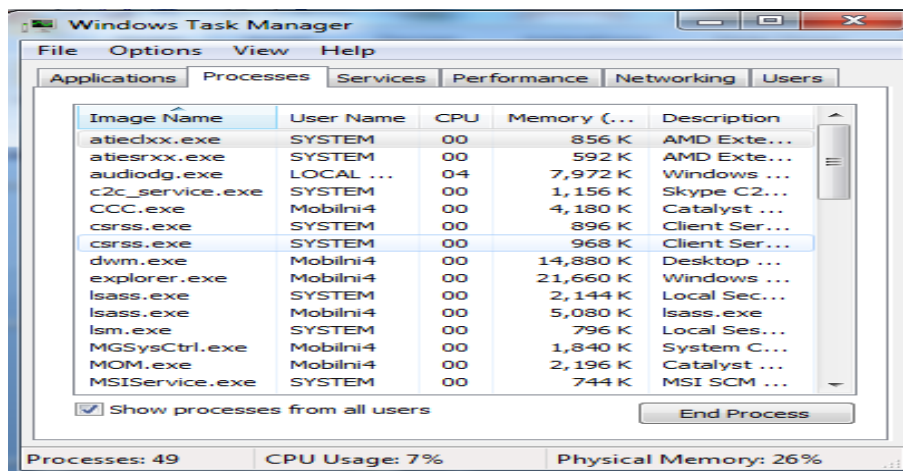 Windows Task Manager
File Options View Help
Applications Processes Services Performance Networking Users
Image Name User Name CPU Memory (... Description
atieclxx.exe SYSTEM 00 856 K AMD Exte...
atiesrxx.exe SYSTEM 00 592 K AMD Exte...
audiodg.exe LOCAL ... 04 7,972 K Windows ...
c2c_service.exe SYSTEM 00 1,156 K Skype C2...
CCC.exe Mobilni4 00 4,180 K Catalyst ...
csrss.exe SYSTEM 00 896 K Client Ser...
csrss.exe SYSTEM 00 968 K Client Ser...
dwm.exe Mobilni4 00 14,880 K Desktop ...
explorer.exe Mobilni4 00 21,660 K Windows ...
lsass.exe SYSTEM 00 2,144 K Local Sec...
lsass.exe Mobilni4 00 5,080 K lsass.exe
lsm.exe SYSTEM 00 796 K Local Ses...
MGSysCtrl.exe Mobilni4 00 1,840 K System C...
MOM.exe Mobilni4 00 2,196 K Catalyst ...
MSIService.exe SYSTEM 00 744 K MSI SCM ...
Show processes from all users End Process
Processes: 49 CPU Usage: 7% Physical Memory: 26%